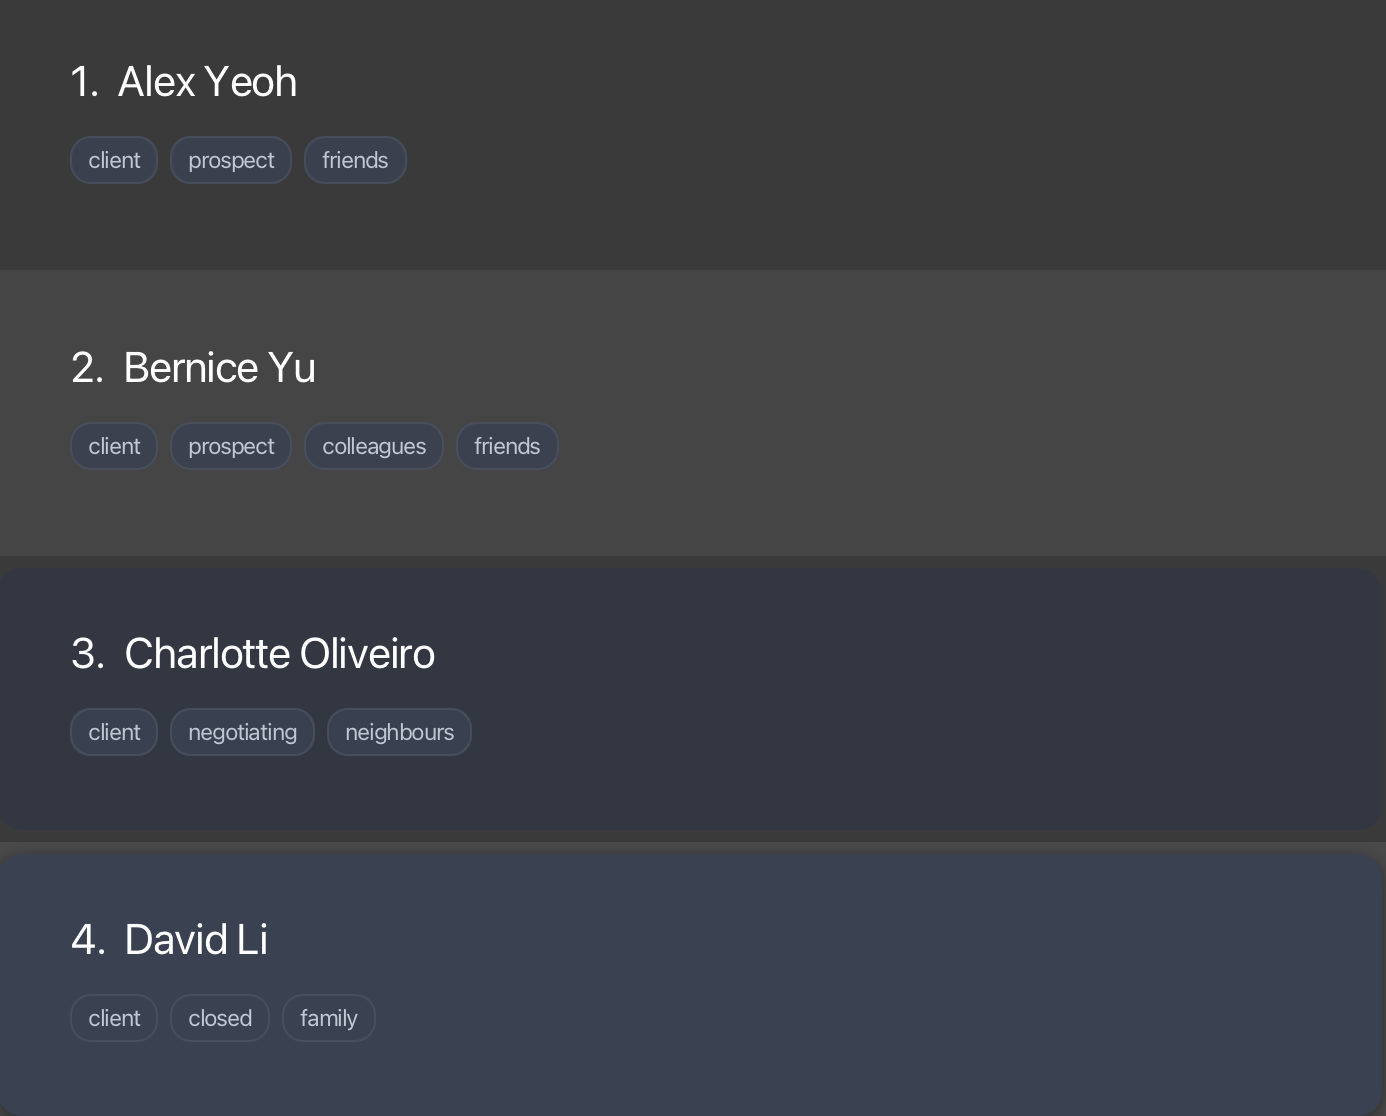 1. Alex Yeoh
client prospect friends
2. Bernice Yu
client prospect colleagues friends
3. Charlotte Oliveiro
client negotiating neighbours
4. David Li
client closed family